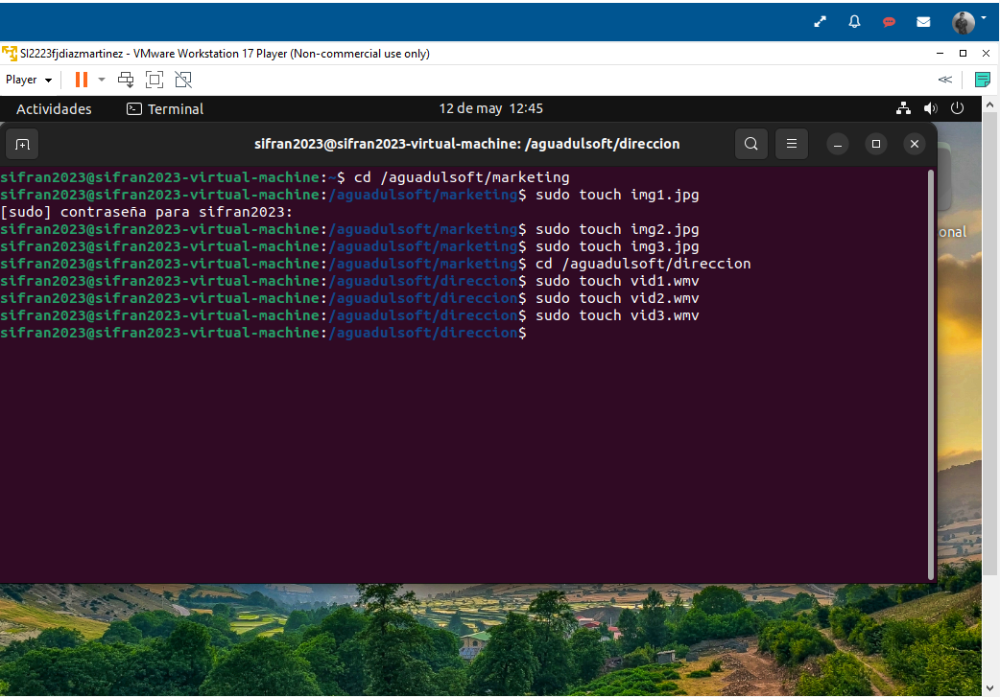 SI2223fjdiazmartinez - VMware Workstation 17 Player (Non-commercial use only)
Player
Actividades
Terminal
12 de may 12:45
sifran2023@sifran2023-virtual-machine: /aguadulsoft/direccion
sifran2023@sifran2023-virtual-machine:~$ cd /aguadulsoft/marketing
sifran2023@sifran2023-virtual-machine:/aguadulsoft/marketing$ sudo touch img1.jpg
[sudo] contraseña para sifran2023:
sifran2023@sifran2023-virtual-machine:/aguadulsoft/marketing$ sudo touch img2.jpg
sifran2023@sifran2023-virtual-machine:/aguadulsoft/marketing$ sudo touch img3.jpg
sifran2023@sifran2023-virtual-machine:/aguadulsoft/marketing$ cd /aguadulsoft/direccion
sifran2023@sifran2023-virtual-machine:/aguadulsoft/direccion$ sudo touch vid1.wmv
sifran2023@sifran2023-virtual-machine:/aguadulsoft/direccion$ sudo touch vid2.wmv
sifran2023@sifran2023-virtual-machine:/aguadulsoft/direccion$ sudo touch vid3.wmv
sifran2023@sifran2023-virtual-machine:/aguadulsoft/direccion$
onal